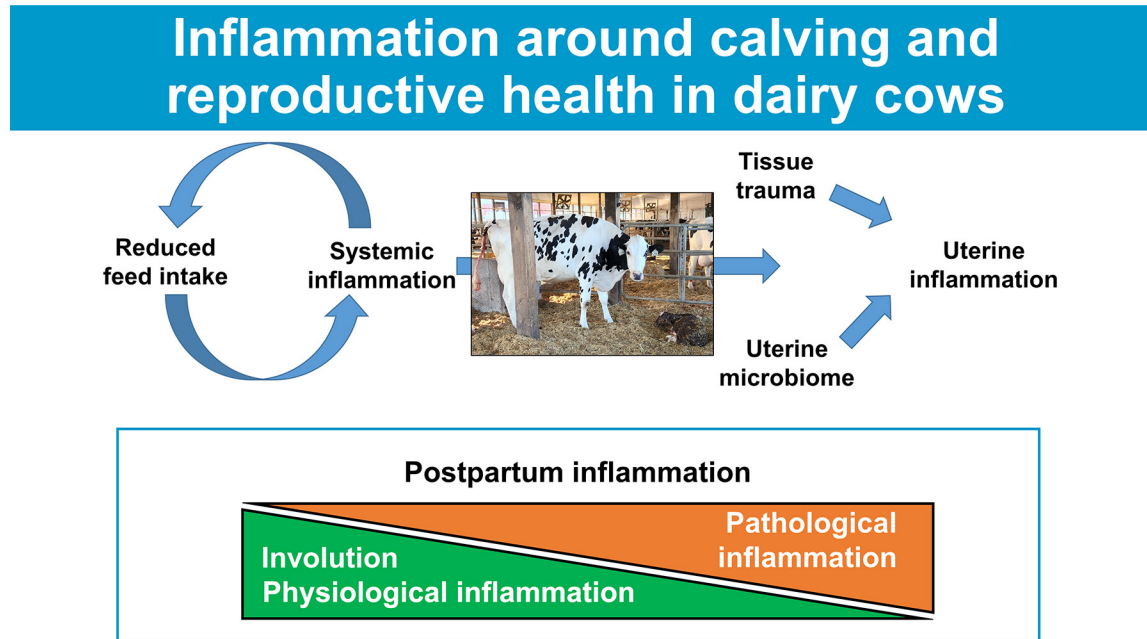 Inflammation around calving and
reproductive health in dairy cows
Tissue
trauma
Reduced
feed intake
Systemic
inflammation
Uterine
inflammation
Uterine
microbiome
Postpartum inflammation
Pathological
inflammation
Involution
Physiological inflammation